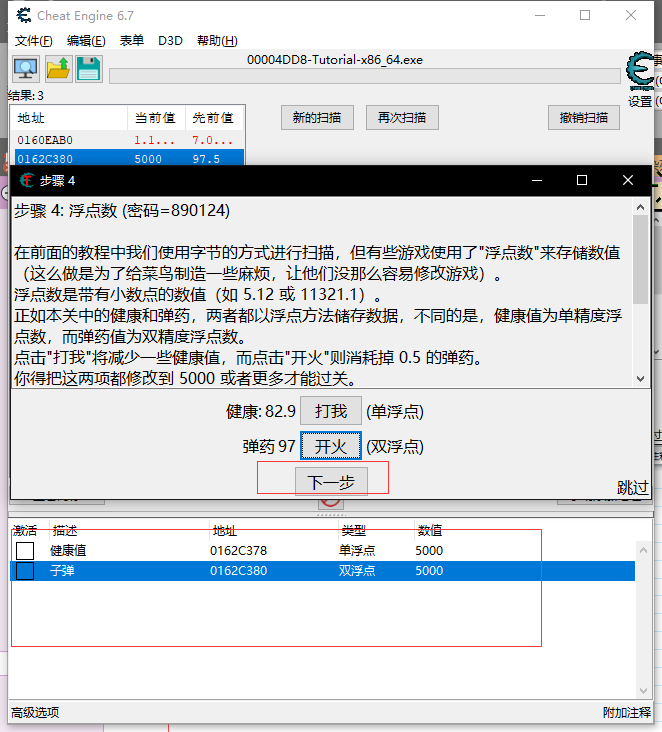 Cheat Engine 6.7
文件(F) 编辑(E) 表单 D3D 帮助(H)
00004DD8-Tutorial-x86_64.exe
结果: 3
设置
地址 当前值 先前值
新的扫描 再次扫描 撤销扫描
0160EAB0 1.1... 7.0...
0162C380 5000 97.5
步骤 4
步骤 4: 浮点数 (密码=890124)
在前面的教程中我们使用字节的方式进行扫描，但有些游戏使用了"浮点数"来存储数值
（这么做是为了给菜鸟制造一些麻烦，让他们没那么容易修改游戏）。
浮点数是带有小数点的数值（如 5.12 或 11321.1）。
正如本关中的健康和弹药，两者都以浮点方法储存数据，不同的是，健康值为单精度浮
点数，而弹药值为双精度浮点数。
点击"打我"将减少一些健康值，而点击"开火"则消耗掉 0.5 的弹药。
你得把这两项都修改到 5000 或者更多才能过关。
健康: 82.9 打我 (单浮点)
弹药 97 开火 (双浮点)
下一步
跳过
激活 描述 地址 类型 数值
健康值 0162C378 单浮点 5000
子弹 0162C380 双浮点 5000
高级选项 附加注释